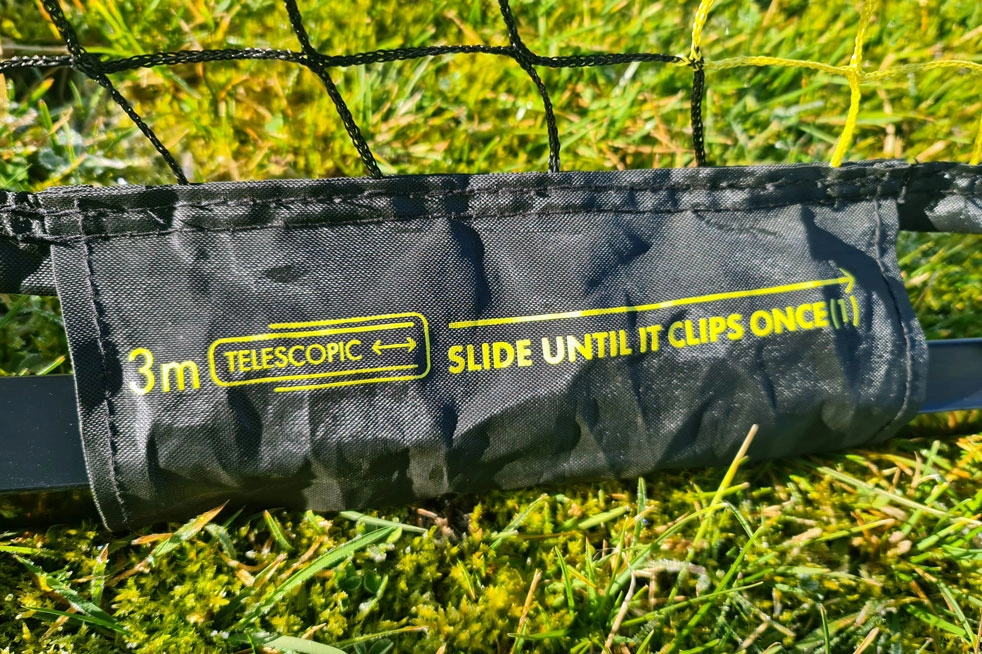 3m TELESCOPIC SLIDE UNTIL IT CLIPS ONCE (1)